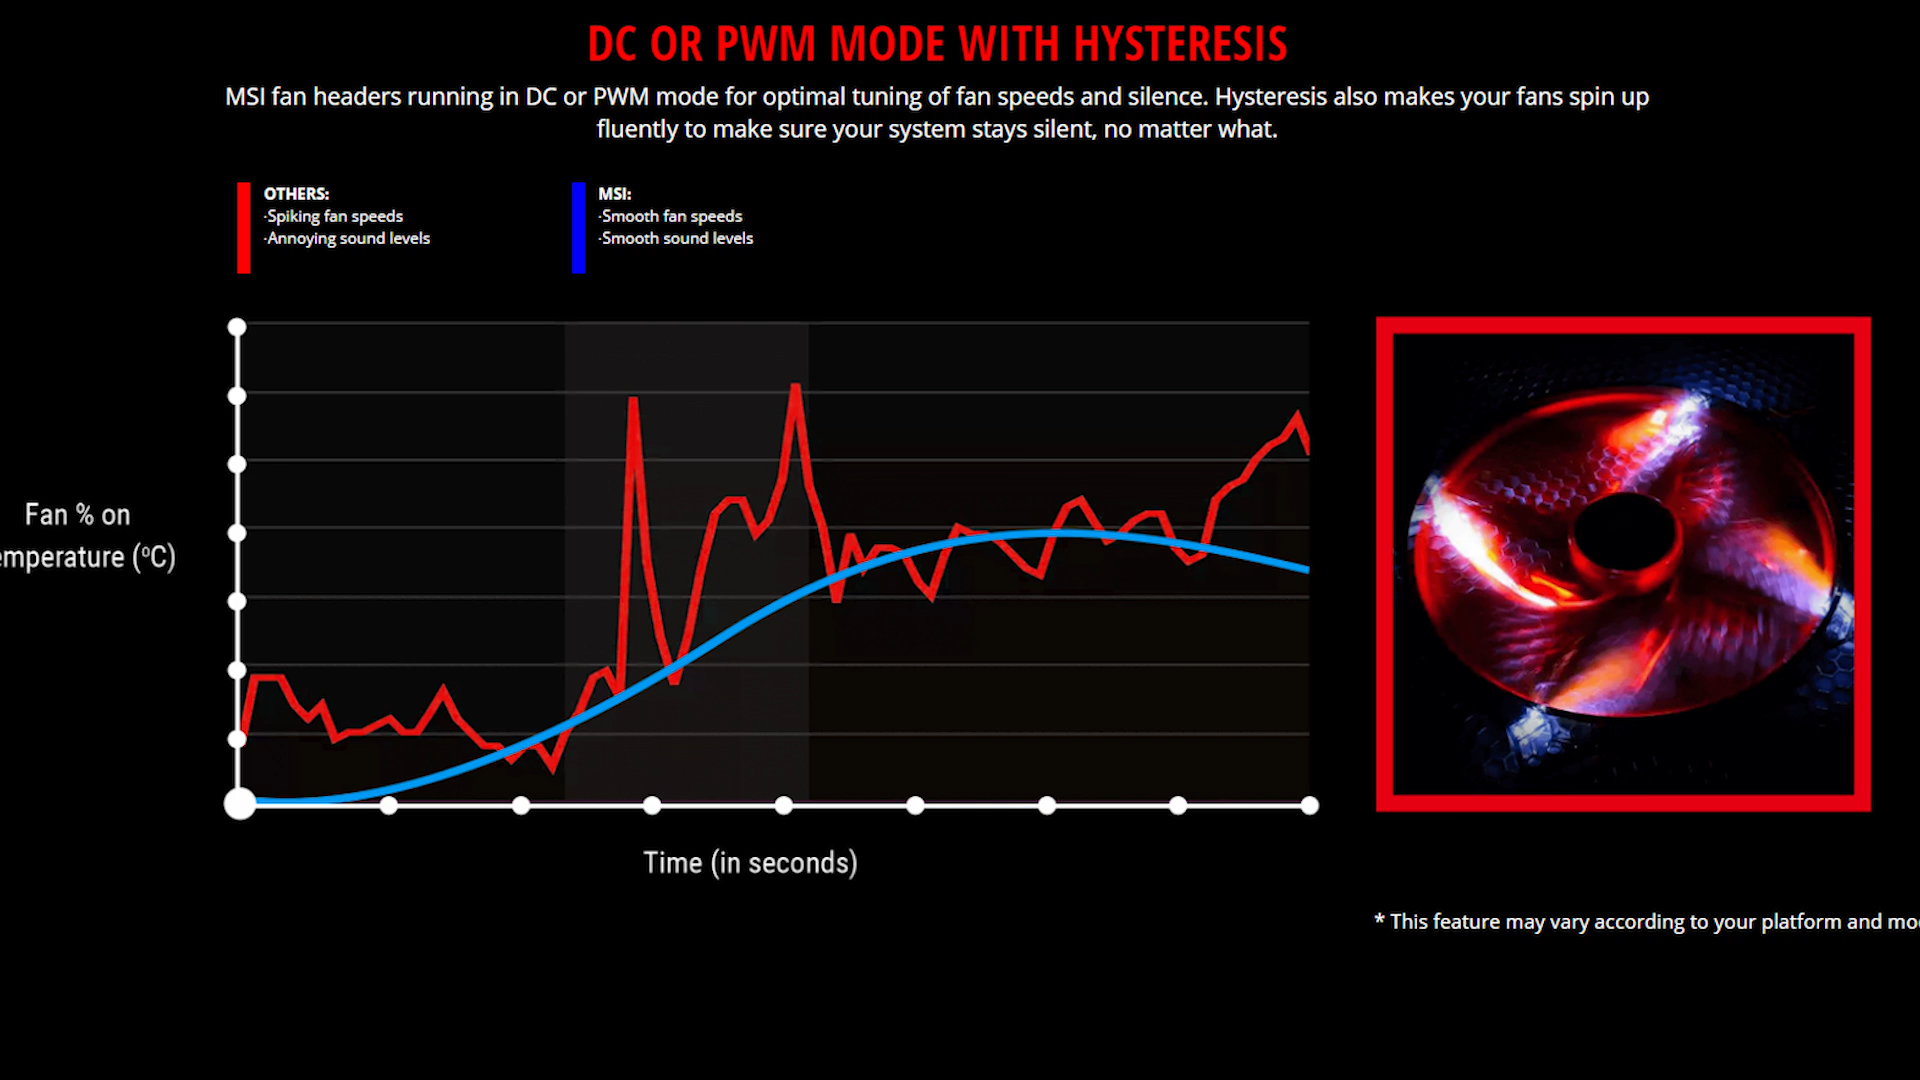 DC OR PWM MODE WITH HYSTERESIS
MSI fan headers running in DC or PWM mode for optimal tuning of fan speeds and silence. Hysteresis also makes your fans spin up
fluently to make sure your system stays silent, no matter what.
OTHERS:
·Spiking fan speeds
·Annoying sound levels
MSI:
·Smooth fan speeds
·Smooth sound levels
Fan % on
emperature (ºC)
Time (in seconds)
* This feature may vary according to your platform and mo